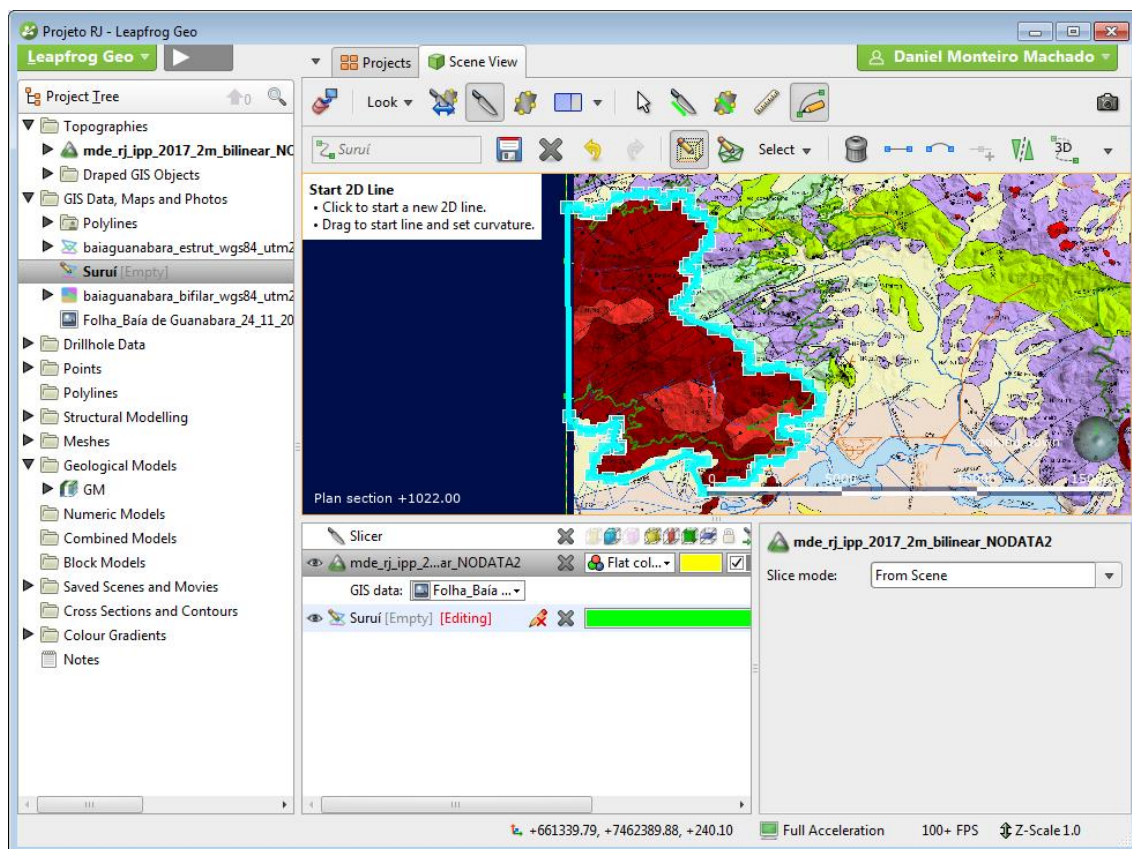 Projeto RJ - Leapfrog Geo
Leapfrog Geo
Projects
Scene View
Daniel Monteiro Machado
Project Tree
0
Look
Suruí
Select
3D
Topographies
mde_rj_ipp_2017_2m_bilinear_NO
Draped GIS Objects
GIS Data, Maps and Photos
Polylines
baiaguanabara_estrut_wgs84_utm2
Suruí [Empty]
baiaguanabara_bifilar_wgs84_utm2
Folha_Baía de Guanabara_24_11_20
Drillhole Data
Points
Polylines
Structural Modelling
Meshes
Geological Models
GM
Numeric Models
Combined Models
Block Models
Saved Scenes and Movies
Cross Sections and Contours
Colour Gradients
Notes
Start 2D Line
• Click to start a new 2D line.
• Drag to start line and set curvature.
Plan section +1022.00
0
Slicer
mde_rj_ipp_2...ar_NODATA2
Flat col...
GIS data:
Folha_Baía ...
Suruí [Empty] [Editing]
mde_rj_ipp_2017_2m_bilinear_NODATA2
Slice mode:
From Scene
+661339.79, +7462389.88, +240.10
Full Acceleration
100+ FPS
Z-Scale 1.0